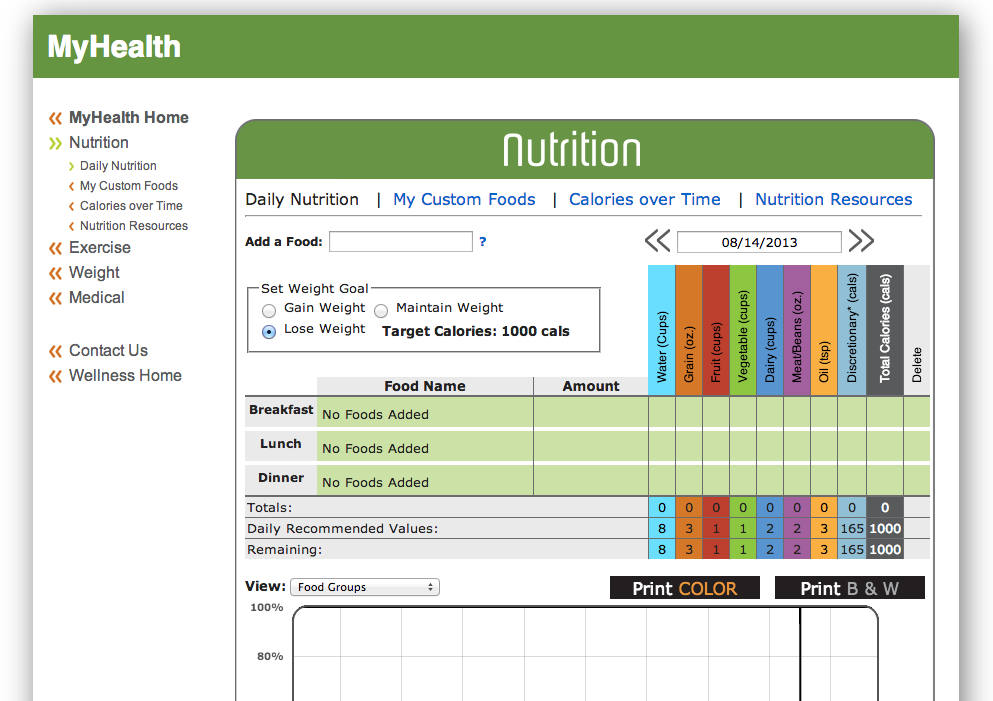 MyHealth
MyHealth Home
Nutrition
Daily Nutrition
My Custom Foods
Calories over Time
Nutrition Resources
Exercise
Weight
Medical
Contact Us
Wellness Home
Nutrition
Daily Nutrition | My Custom Foods | Calories over Time | Nutrition Resources
Add a Food: ? 08/14/2013
Set Weight Goal
Gain Weight Maintain Weight
Lose Weight Target Calories: 1000 cals
Water (Cups)
Grain (oz.)
Fruit (cups)
Vegetable (cups)
Dairy (cups)
Meat/Beans (oz.)
Oil (tsp)
Discretionary* (cals)
Total Calories (cals)
Delete
Food Name Amount
Breakfast No Foods Added
Lunch No Foods Added
Dinner No Foods Added
Totals: 0 0 0 0 0 0 0 0 0
Daily Recommended Values: 8 3 1 1 2 2 3 165 1000
Remaining: 8 3 1 1 2 2 3 165 1000
View: Food Groups Print COLOR Print B & W
100%
80%